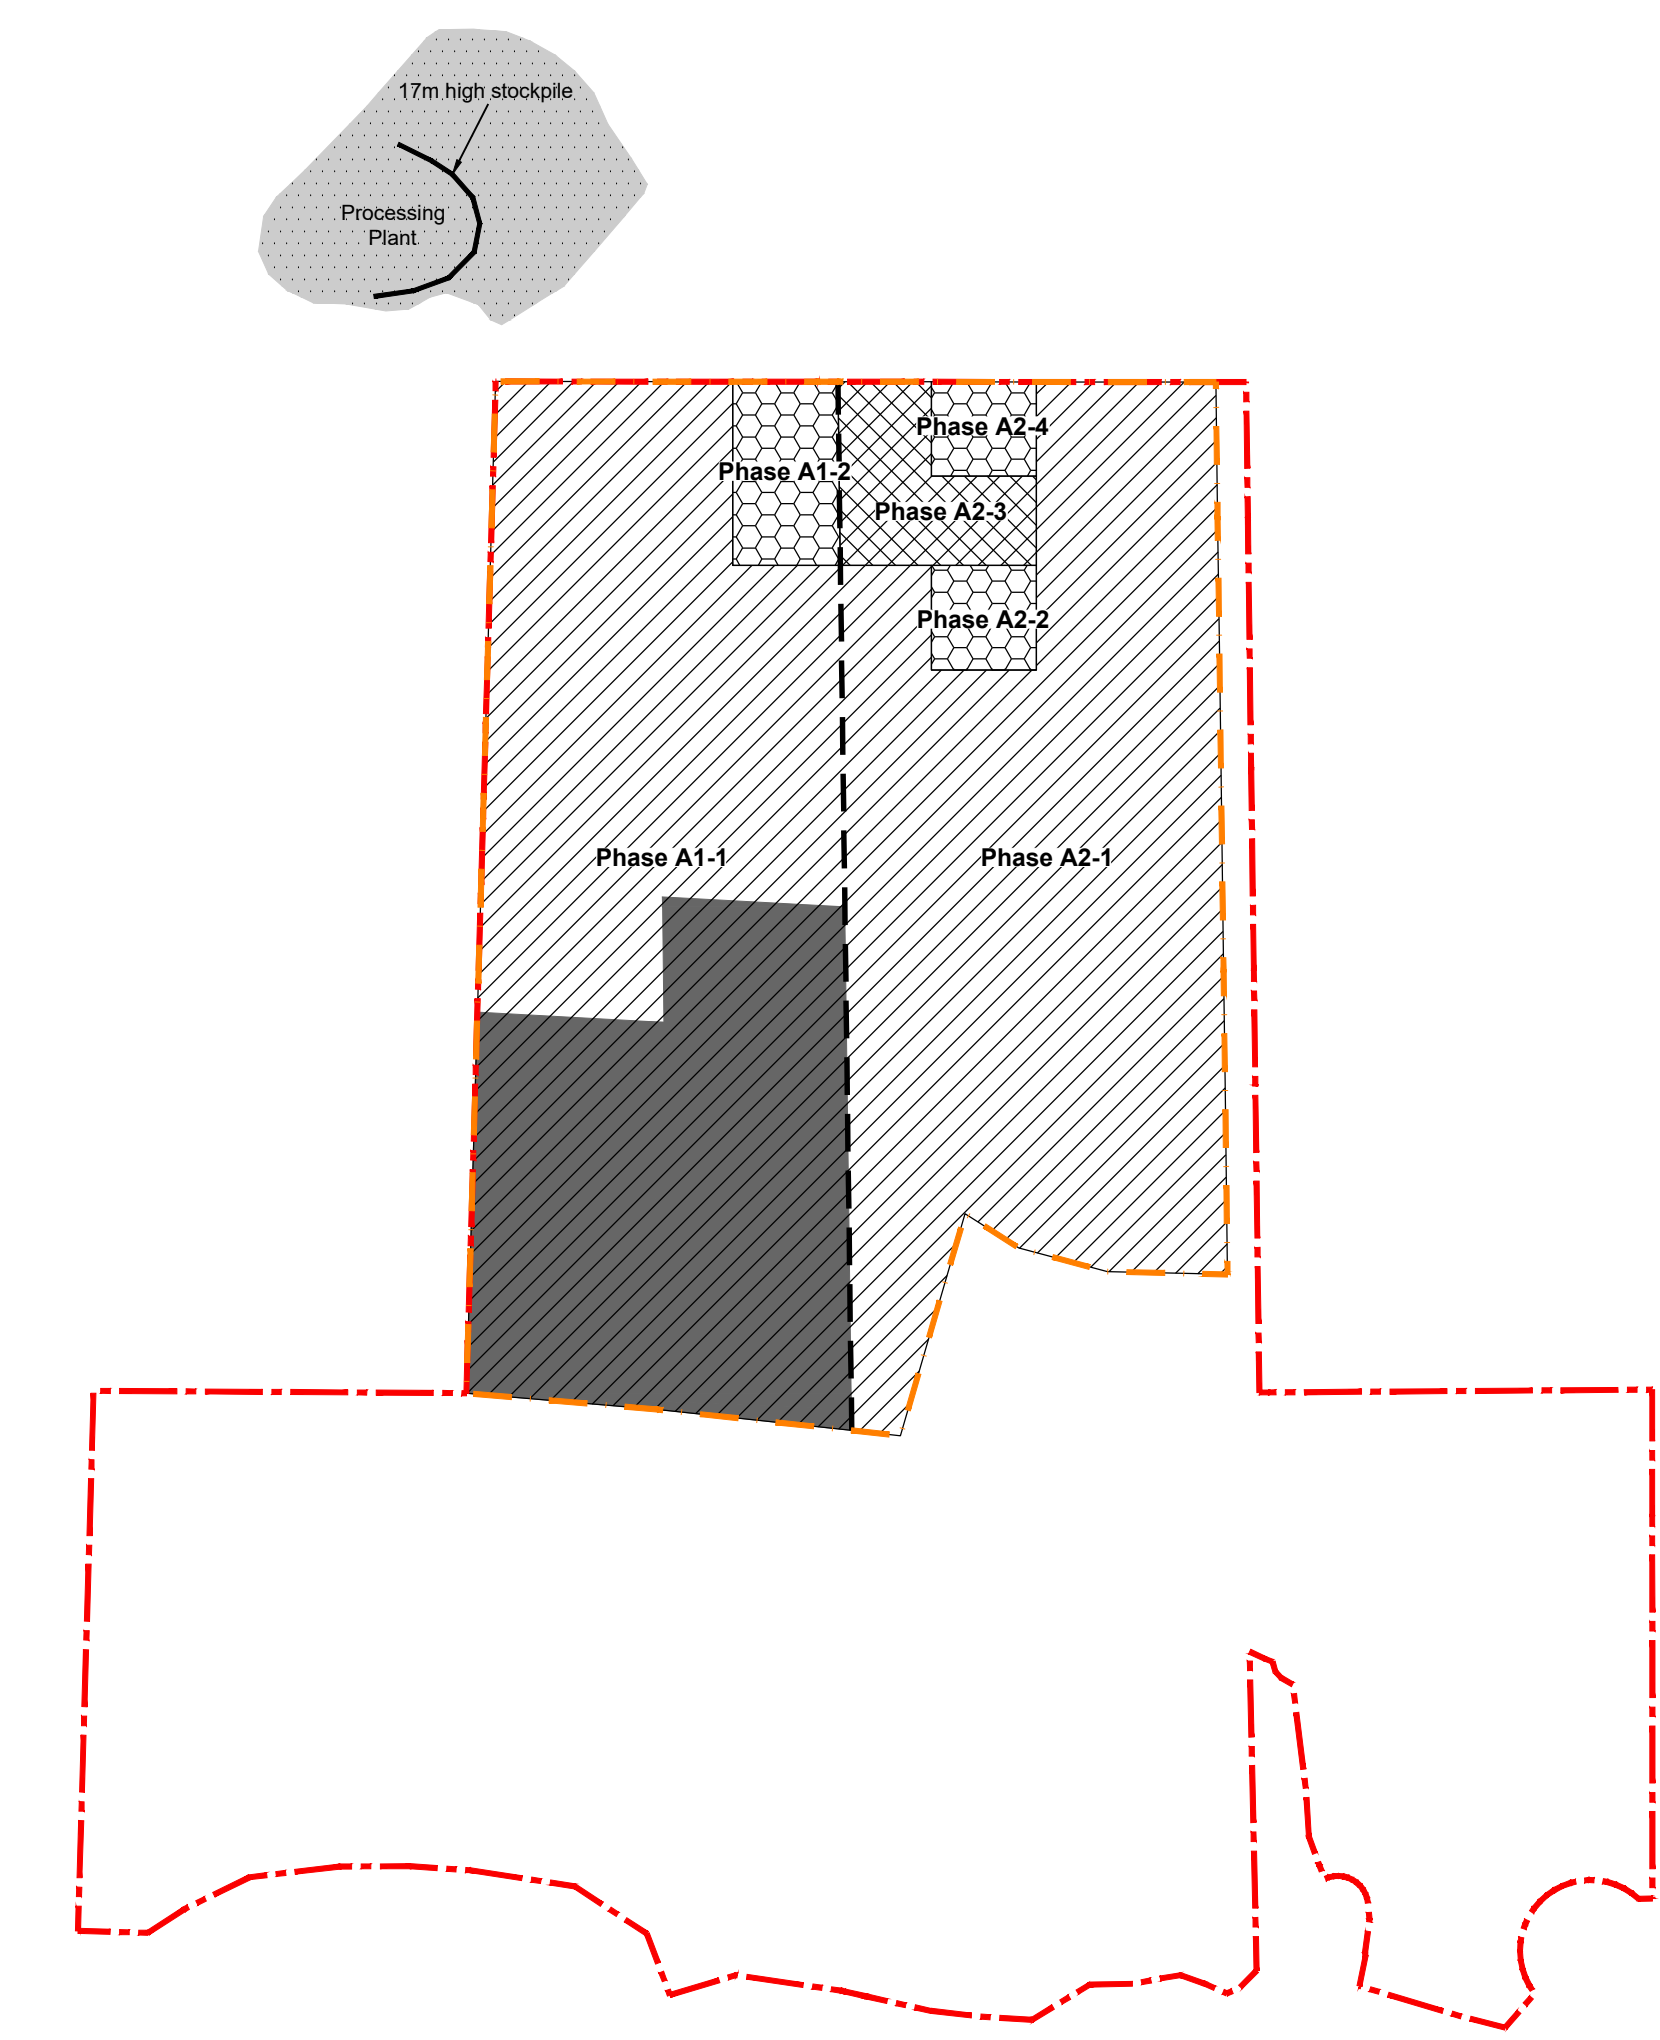 17m high stockpile
Processing
Plant
Phase A2-4
Phase A1-2
Phase A2-3
Phase A2-2
Phase A1-1
Phase A2-1